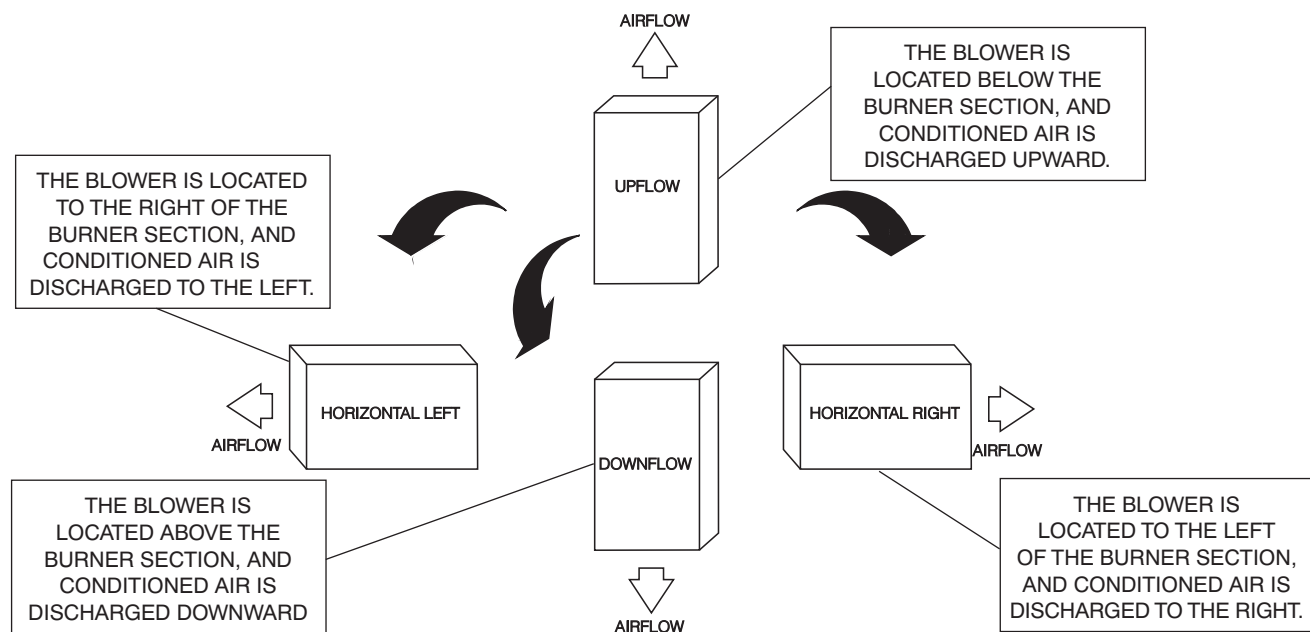 AIRFLOW
THE BLOWER IS
LOCATED BELOW THE
BURNER SECTION, AND
CONDITIONED AIR IS
DISCHARGED UPWARD.
UPFLOW
THE BLOWER IS LOCATED
TO THE RIGHT OF THE
BURNER SECTION, AND
CONDITIONED AIR IS
DISCHARGED TO THE LEFT.
HORIZONTAL LEFT
AIRFLOW
HORIZONTAL RIGHT
AIRFLOW
DOWNFLOW
THE BLOWER IS
LOCATED ABOVE THE
BURNER SECTION, AND
CONDITIONED AIR IS
DISCHARGED DOWNWARD
THE BLOWER IS
LOCATED TO THE LEFT
OF THE BURNER SECTION,
AND CONDITIONED AIR IS
DISCHARGED TO THE RIGHT.
AIRFLOW